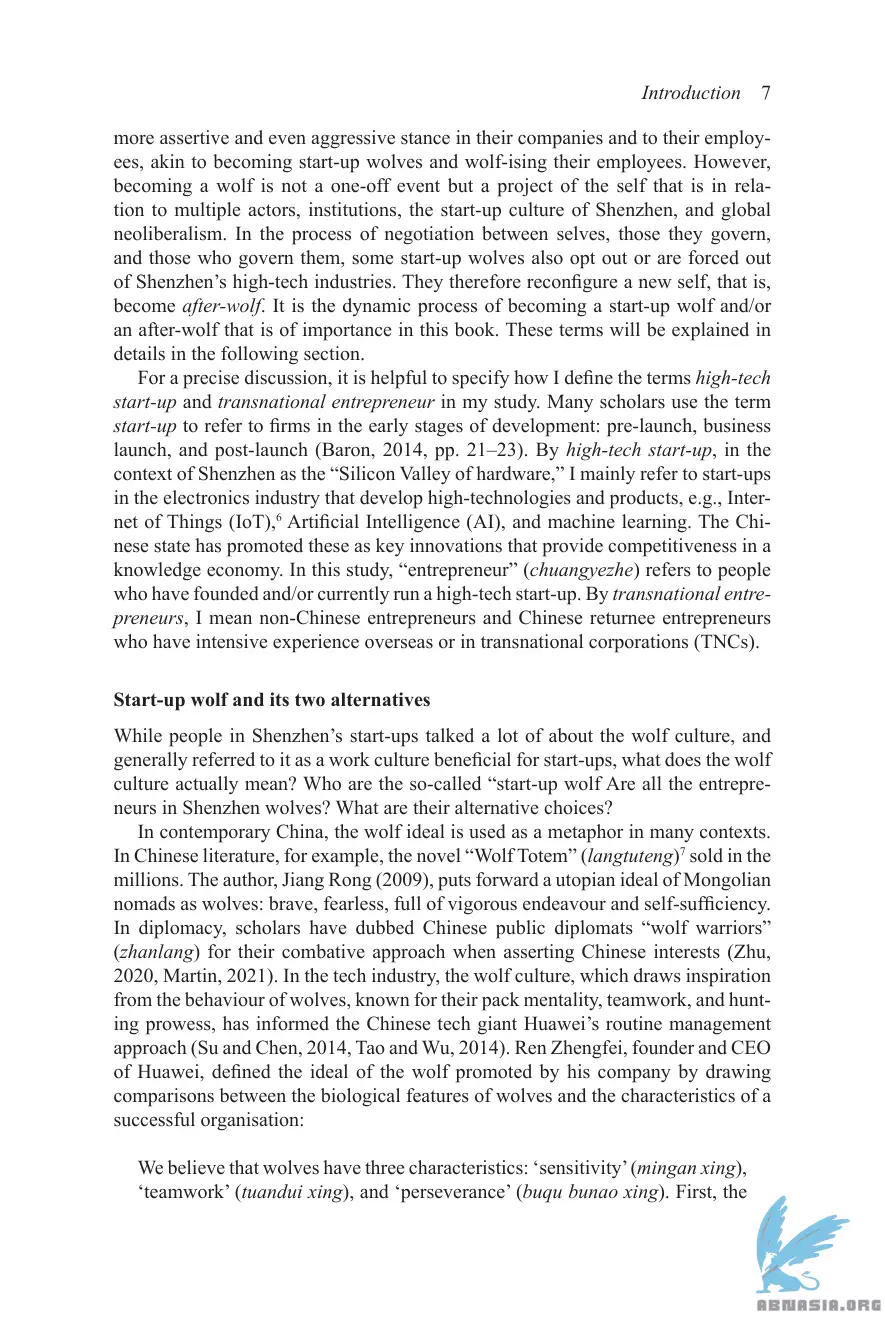 Introduction 7
more assertive and even aggressive stance in their companies and to their employ-
ees, akin to becoming start-up wolves and wolf-ising their employees. However,
becoming a wolf is not a one-off event but a project of the self that is in rela-
tion to multiple actors, institutions, the start-up culture of Shenzhen, and global
neoliberalism. In the process of negotiation between selves, those they govern,
and those who govern them, some start-up wolves also opt out or are forced out
of Shenzhen’s high-tech industries. They therefore reconfigure a new self, that is,
become after-wolf. It is the dynamic process of becoming a start-up wolf and/or
an after-wolf that is of importance in this book. These terms will be explained in
details in the following section.
For a precise discussion, it is helpful to specify how I define the terms high-tech
start-up and transnational entrepreneur in my study. Many scholars use the term
start-up to refer to firms in the early stages of development: pre-launch, business
launch, and post-launch (Baron, 2014, pp. 21–23). By high-tech start-up, in the
context of Shenzhen as the “Silicon Valley of hardware,” I mainly refer to start-ups
in the electronics industry that develop high-technologies and products, e.g., Inter-
net of Things (IoT),⁶ Artificial Intelligence (AI), and machine learning. The Chi-
nese state has promoted these as key innovations that provide competitiveness in a
knowledge economy. In this study, “entrepreneur” (chuangyezhe) refers to people
who have founded and/or currently run a high-tech start-up. By transnational entre-
preneurs, I mean non-Chinese entrepreneurs and Chinese returnee entrepreneurs
who have intensive experience overseas or in transnational corporations (TNCs).
Start-up wolf and its two alternatives
While people in Shenzhen’s start-ups talked a lot of about the wolf culture, and
generally referred to it as a work culture beneficial for start-ups, what does the wolf
culture actually mean? Who are the so-called “start-up wolf Are all the entrepre-
neurs in Shenzhen wolves? What are their alternative choices?
In contemporary China, the wolf ideal is used as a metaphor in many contexts.
In Chinese literature, for example, the novel “Wolf Totem” (langtuteng)⁷ sold in the
millions. The author, Jiang Rong (2009), puts forward a utopian ideal of Mongolian
nomads as wolves: brave, fearless, full of vigorous endeavour and self-sufficiency.
In diplomacy, scholars have dubbed Chinese public diplomats “wolf warriors”
(zhanlang) for their combative approach when asserting Chinese interests (Zhu,
2020, Martin, 2021). In the tech industry, the wolf culture, which draws inspiration
from the behaviour of wolves, known for their pack mentality, teamwork, and hunt-
ing prowess, has informed the Chinese tech giant Huawei’s routine management
approach (Su and Chen, 2014, Tao and Wu, 2014). Ren Zhengfei, founder and CEO
of Huawei, defined the ideal of the wolf promoted by his company by drawing
comparisons between the biological features of wolves and the characteristics of a
successful organisation:
We believe that wolves have three characteristics: ‘sensitivity’ (mingan xing),
‘teamwork’ (tuandui xing), and ‘perseverance’ (buqu bunao xing). First, the
ABNASIA.ORG